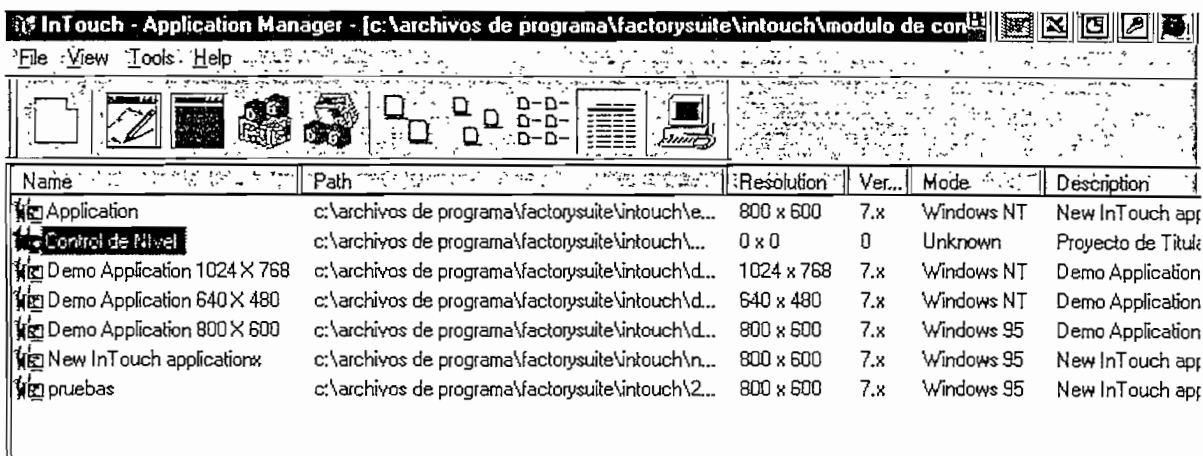 InTouch - Application Manager - [c:\archivos de programa\factorysuite\intouch\modulo de con
File View Tools Help
Name Path Resolution Ver... Mode Description
Application c:\archivos de programa\factorysuite\intouch\e... 800 x 600 7.x Windows NT New InTouch app
Control de Nivel c:\archivos de programa\factorysuite\intouch\... 0 x 0 0 Unknown Proyecto de Titula
Demo Application 1024 X 768 c:\archivos de programa\factorysuite\intouch\d... 1024 x 768 7.x Windows NT Demo Application
Demo Application 640 X 480 c:\archivos de programa\factorysuite\intouch\d... 640 x 480 7.x Windows NT Demo Application
Demo Application 800 X 600 c:\archivos de programa\factorysuite\intouch\d... 800 x 600 7.x Windows 95 Demo Application
New InTouch applicationx c:\archivos de programa\factorysuite\intouch\n... 800 x 600 7.x Windows 95 New InTouch app
pruebas c:\archivos de programa\factorysuite\intouch\2... 800 x 600 7.x Windows 95 New InTouch app